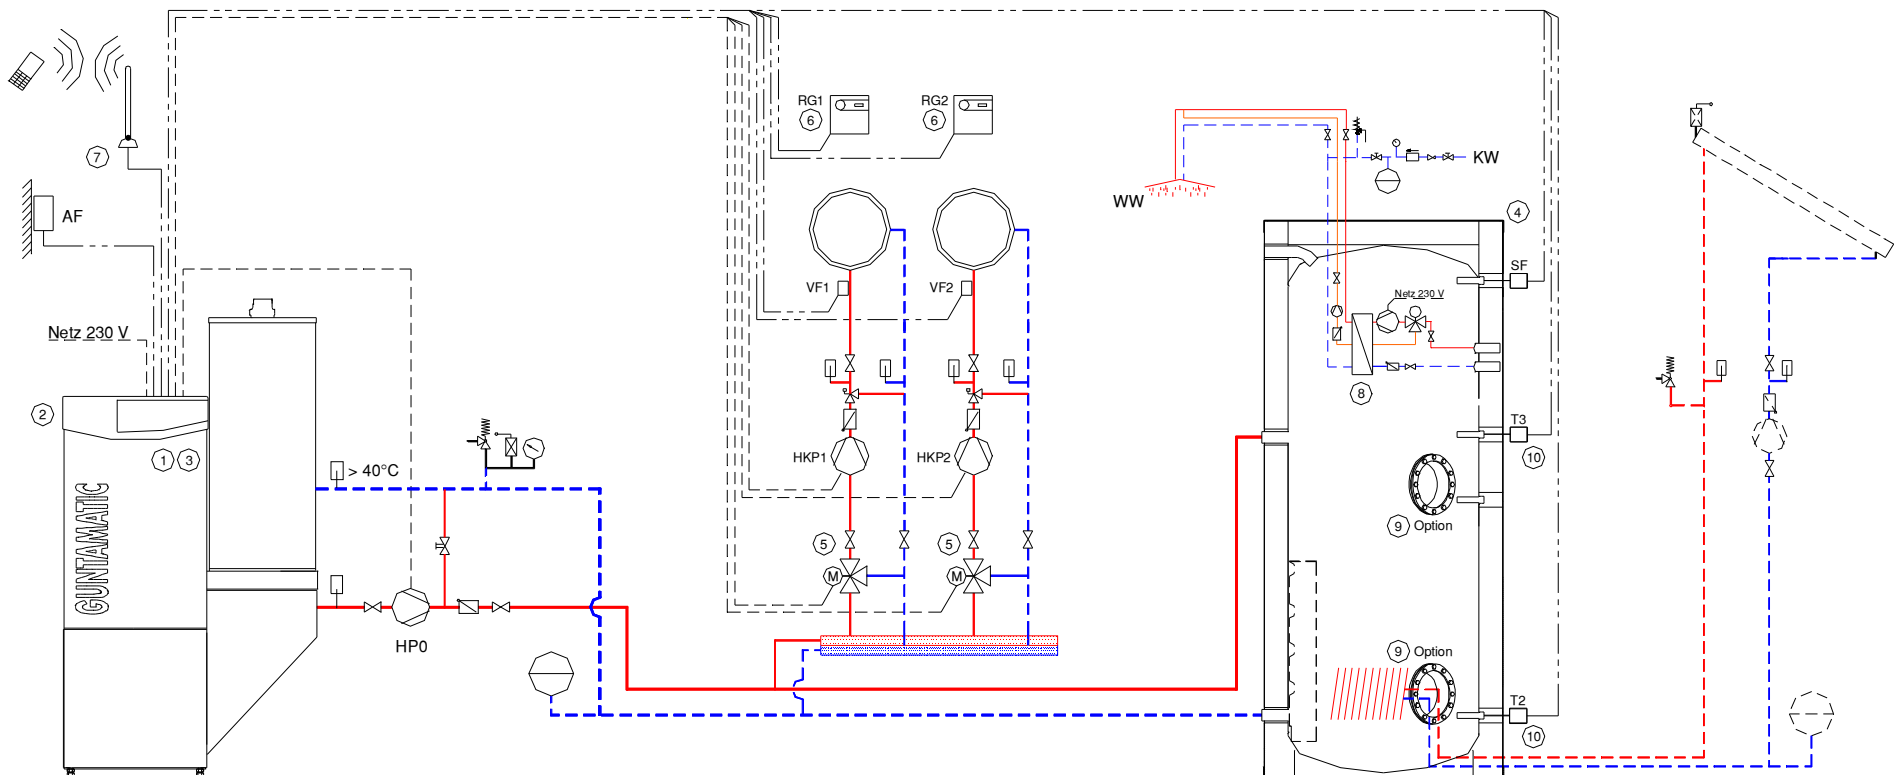 RG1
6
RG2
6
7
AF
WW
KW
4
SF
VF1
VF2
Netz 230 V
Netz 230 V
8
2
1
3
> 40°C
HKP1
HKP2
T3
10
9 Option
5
5
M
M
GUNTAMATIC
HP0
9 Option
T2
10